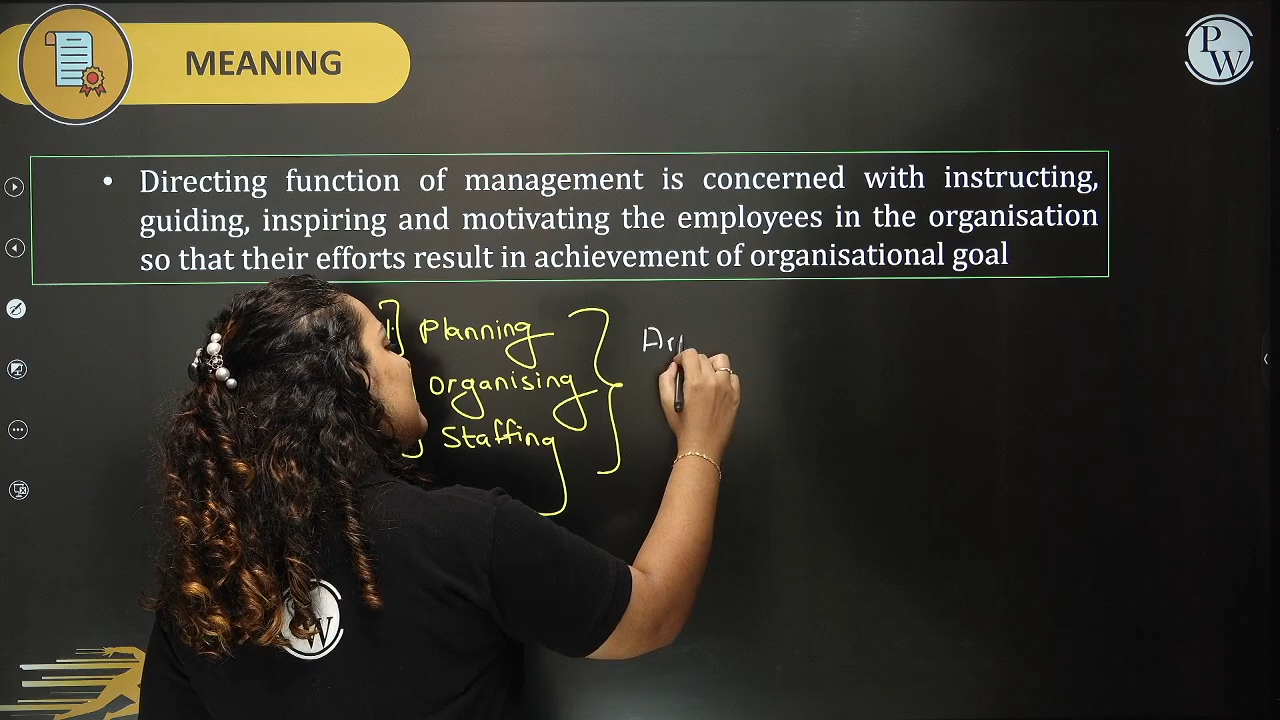 MEANING
PW
• Directing function of management is concerned with instructing,
guiding, inspiring and motivating the employees in the organisation
so that their efforts result in achievement of organisational goal
Planning
Organising
Staffing
W